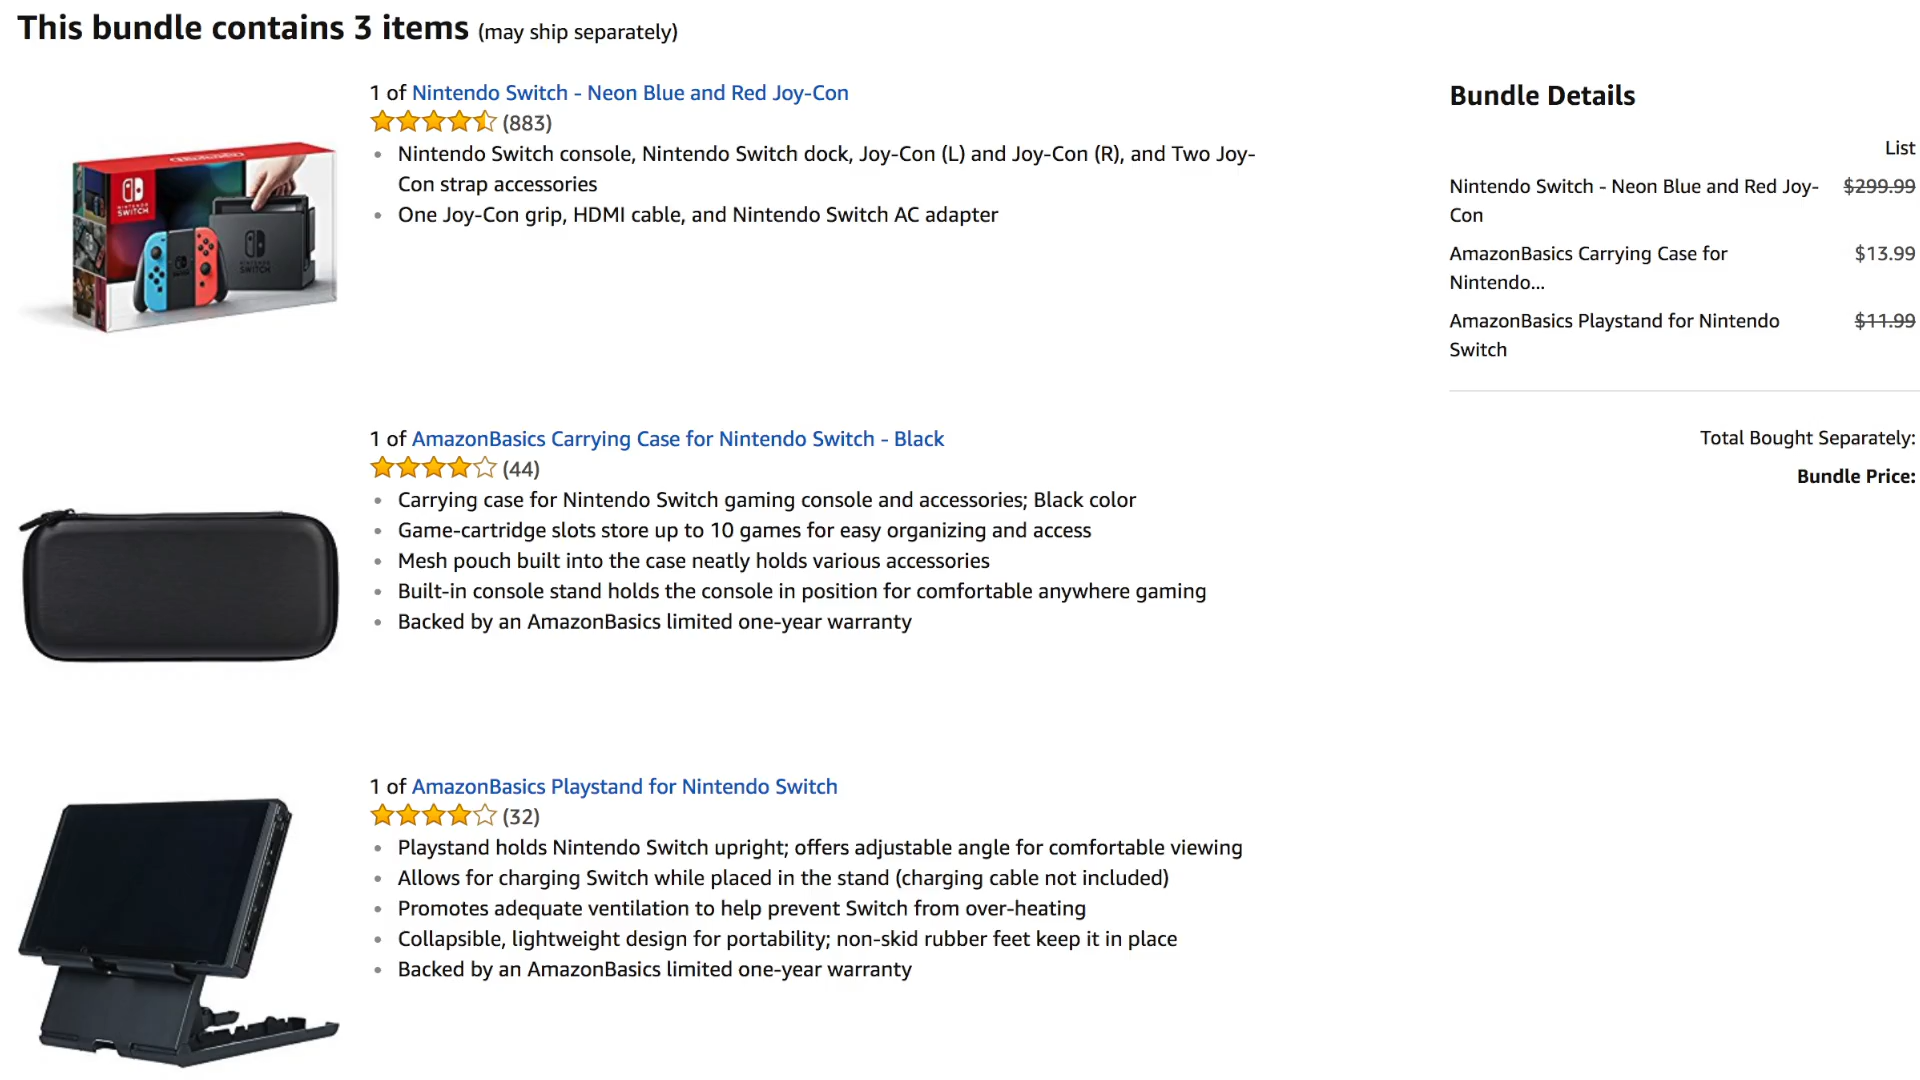 This bundle contains 3 items (may ship separately)
1 of Nintendo Switch - Neon Blue and Red Joy-Con
(883)
Nintendo Switch console, Nintendo Switch dock, Joy-Con (L) and Joy-Con (R), and Two Joy-
Con strap accessories
One Joy-Con grip, HDMI cable, and Nintendo Switch AC adapter
NINTENDO
SWITCH
SWITCH
1 of AmazonBasics Carrying Case for Nintendo Switch - Black
(44)
Carrying case for Nintendo Switch gaming console and accessories; Black color
Game-cartridge slots store up to 10 games for easy organizing and access
Mesh pouch built into the case neatly holds various accessories
Built-in console stand holds the console in position for comfortable anywhere gaming
Backed by an AmazonBasics limited one-year warranty
1 of AmazonBasics Playstand for Nintendo Switch
(32)
Playstand holds Nintendo Switch upright; offers adjustable angle for comfortable viewing
Allows for charging Switch while placed in the stand (charging cable not included)
Promotes adequate ventilation to help prevent Switch from over-heating
Collapsible, lightweight design for portability; non-skid rubber feet keep it in place
Backed by an AmazonBasics limited one-year warranty
Bundle Details
List
Nintendo Switch - Neon Blue and Red Joy- $299.99
Con
AmazonBasics Carrying Case for $13.99
Nintendo...
AmazonBasics Playstand for Nintendo $11.99
Switch
Total Bought Separately:
Bundle Price: